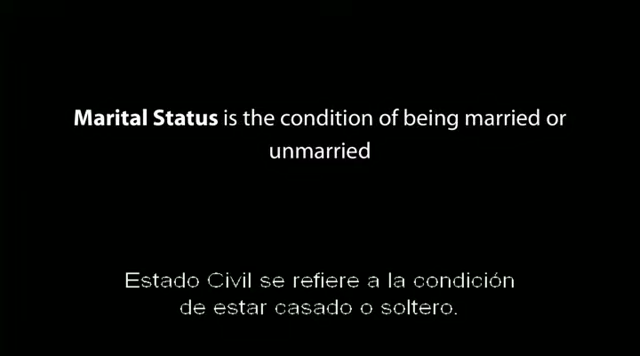 Marital Status is the condition of being married or
unmarried
Estado Civil se refiere a la condición
de estar casado o soltero.